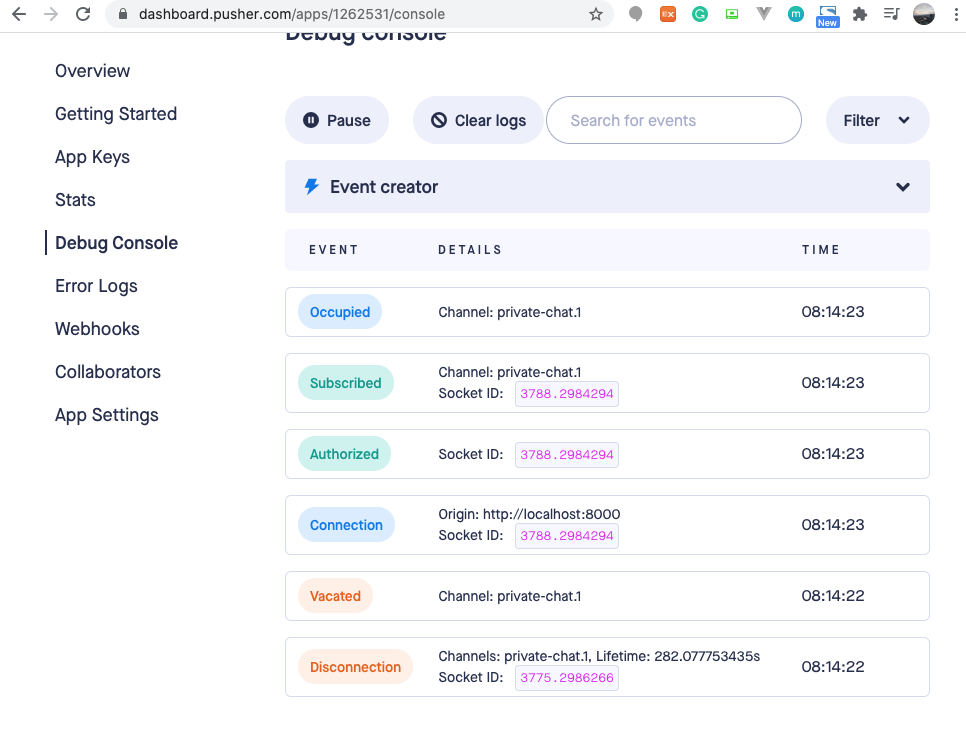 dashboard.pusher.com/apps/1262531/console
New
Debug console
Overview
Getting Started
App Keys
Stats
Debug Console
Error Logs
Webhooks
Collaborators
App Settings
Pause
Clear logs
Search for events
Filter
Event creator
EVENT DETAILS TIME
Occupied Channel: private-chat.1 08:14:23
Subscribed Channel: private-chat.1 08:14:23
Socket ID: 3788.2984294
Authorized Socket ID: 3788.2984294 08:14:23
Connection Origin: http://localhost:8000 08:14:23
Socket ID: 3788.2984294
Vacated Channel: private-chat.1 08:14:22
Disconnection Channels: private-chat.1, Lifetime: 282.077753435s 08:14:22
Socket ID: 3775.2986266